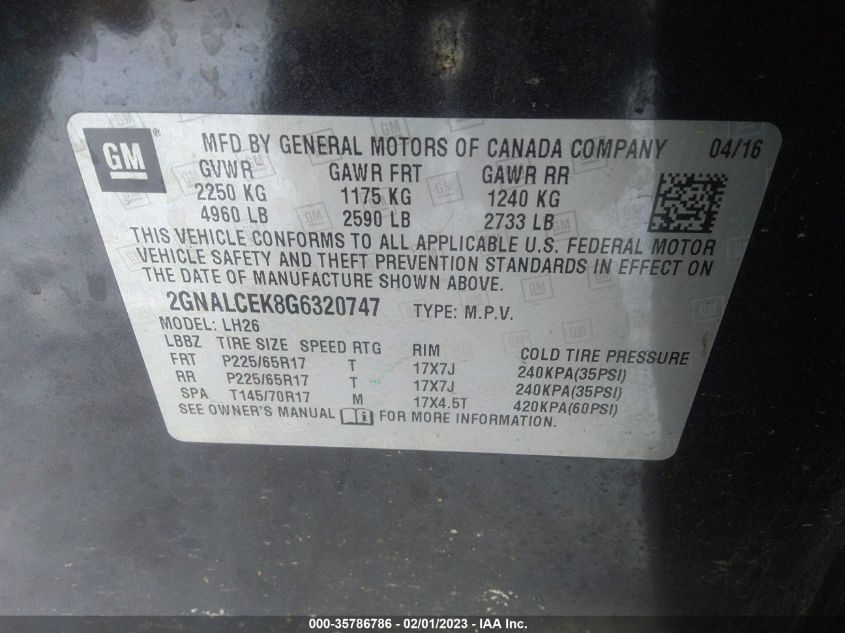 GM® MFD BY GENERAL MOTORS OF CANADA COMPANY 04/16
GVWR GAWR FRT GAWR RR
2250 KG 1175 KG 1240 KG
4960 LB 2590 LB 2733 LB
THIS VEHICLE CONFORMS TO ALL APPLICABLE U.S. FEDERAL MOTOR
VEHICLE SAFETY AND THEFT PREVENTION STANDARDS IN EFFECT ON
THE DATE OF MANUFACTURE SHOWN ABOVE.
2GNALCEK8G6320747 TYPE: M.P.V.
MODEL: LH26
LBBZ TIRE SIZE SPEED RTG RIM COLD TIRE PRESSURE
FRT P225/65R17 T 17X7J 240KPA(35PSI)
RR P225/65R17 T 17X7J 240KPA(35PSI)
SPA T145/70R17 M 17X4.5T 420KPA(60PSI)
SEE OWNER'S MANUAL FOR MORE INFORMATION.
000-35786786 - 02/01/2023 - IAA Inc.